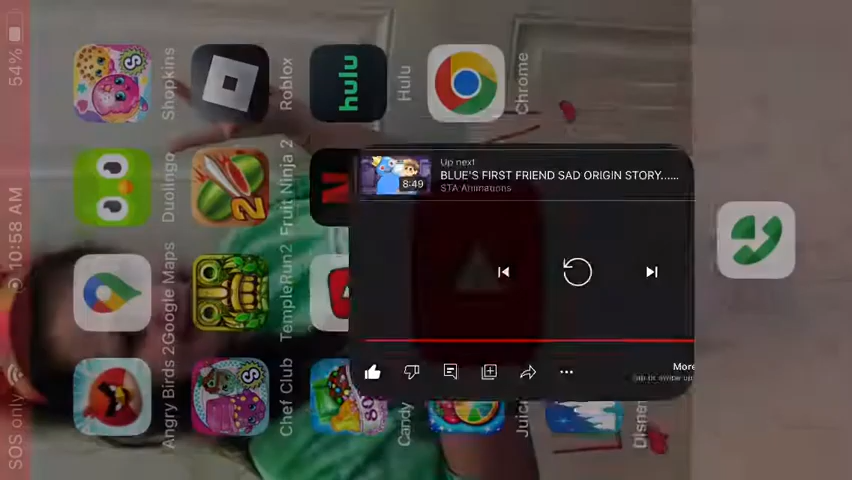 SOS only
10:58 AM
54%
Shopkins
Roblox
hulu
Hulu
Chrome
Duolingo
Fruit Ninja 2
2
Google Maps
TempleRun2
Angry Birds 2
Chef Club
Candy
Up next
BLUE'S FIRST FRIEND SAD ORIGIN STORY......
STA Animations
8:49
More